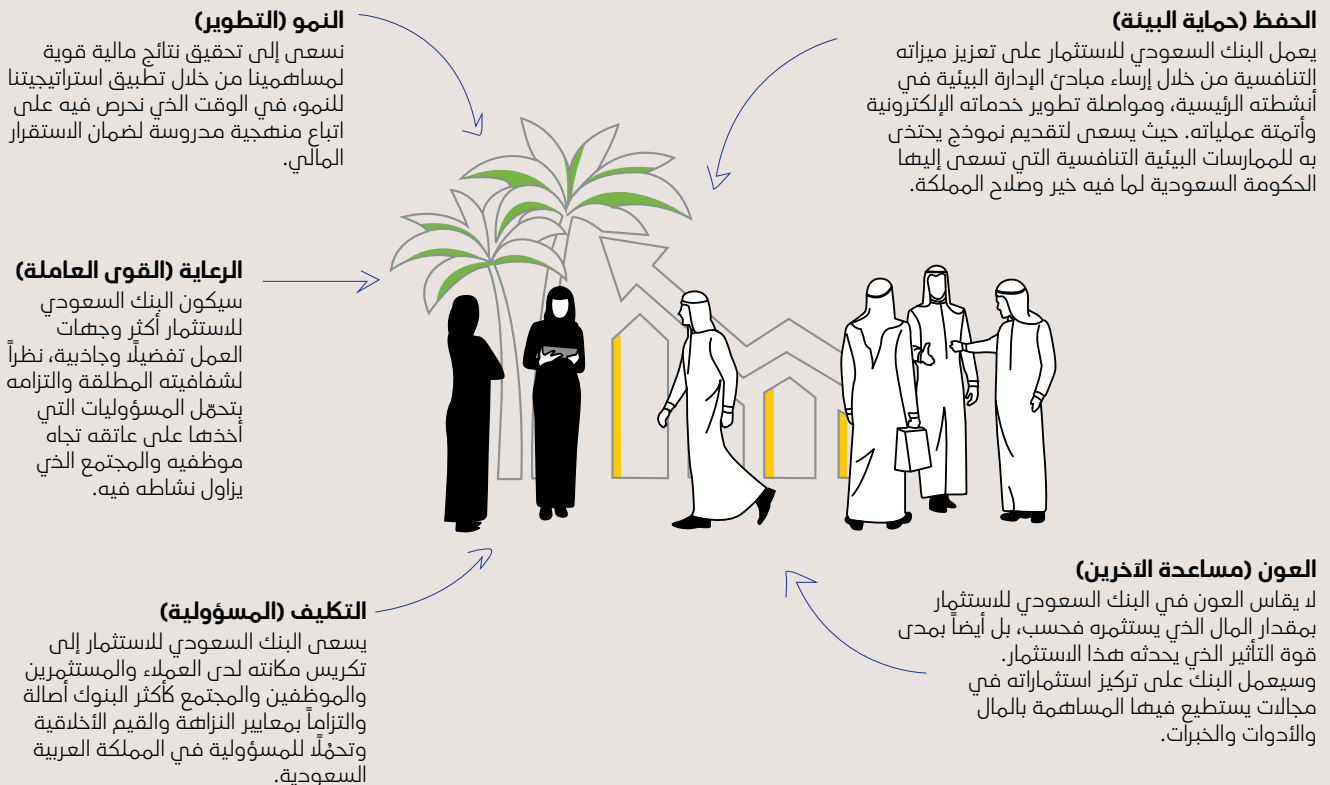 الحفظ (حماية البيئة)
يعمل البنك السعودي للاستثمار على تعزيز ميزاته
التنافسية من خلال إرساء مبادئ الإدارة البيئية في
أنشطته الرئيسية، ومواصلة تطوير خدماته الإلكترونية
وأتمتة عملياته. حيث يسعى لتقديم نموذج يحتذى
به للممارسات البيئية التنافسية التي تسعى إليها
الحكومة السعودية لما فيه خير وصلاح المملكة.
النمو (التطوير)
نسعى إلى تحقيق نتائج مالية قوية
لمساهمينا من خلال تطبيق استراتيجيتنا
للنمو، في الوقت الذي نحرص فيه على
اتباع منهجية مدروسة لضمان الاستقرار
المالي.
الرعاية (القوى العاملة)
سيكون البنك السعودي
للاستثمار أكثر وجهات
العمل تفضيلًا وجاذبية، نظراً
لشفافيته المطلقة والتزامه
بتحمّل المسؤوليات التي
أخذها على عاتقه تجاه
موظفيه والمجتمع الذي
يزاول نشاطه فيه.
العون (مساعدة الآخرين)
لا يقاس العون في البنك السعودي للاستثمار
بمقدار المال الذي يستثمره فحسب، بل أيضاً بمدى
قوة التأثير الذي يحدثه هذا الاستثمار.
وسيعمل البنك على تركيز استثماراته في
مجالات يستطيع فيها المساهمة بالمال
والأدوات والخبرات.
التكليف (المسؤولية)
يسعى البنك السعودي للاستثمار إلى
تكريس مكانته لدى العملاء والمستثمرين
والموظفين والمجتمع كأكثر البنوك أصالة
والتزاماً بمعايير النزاهة والقيم الأخلاقية
وتحمُلًا للمسؤولية في المملكة العربية
السعودية.